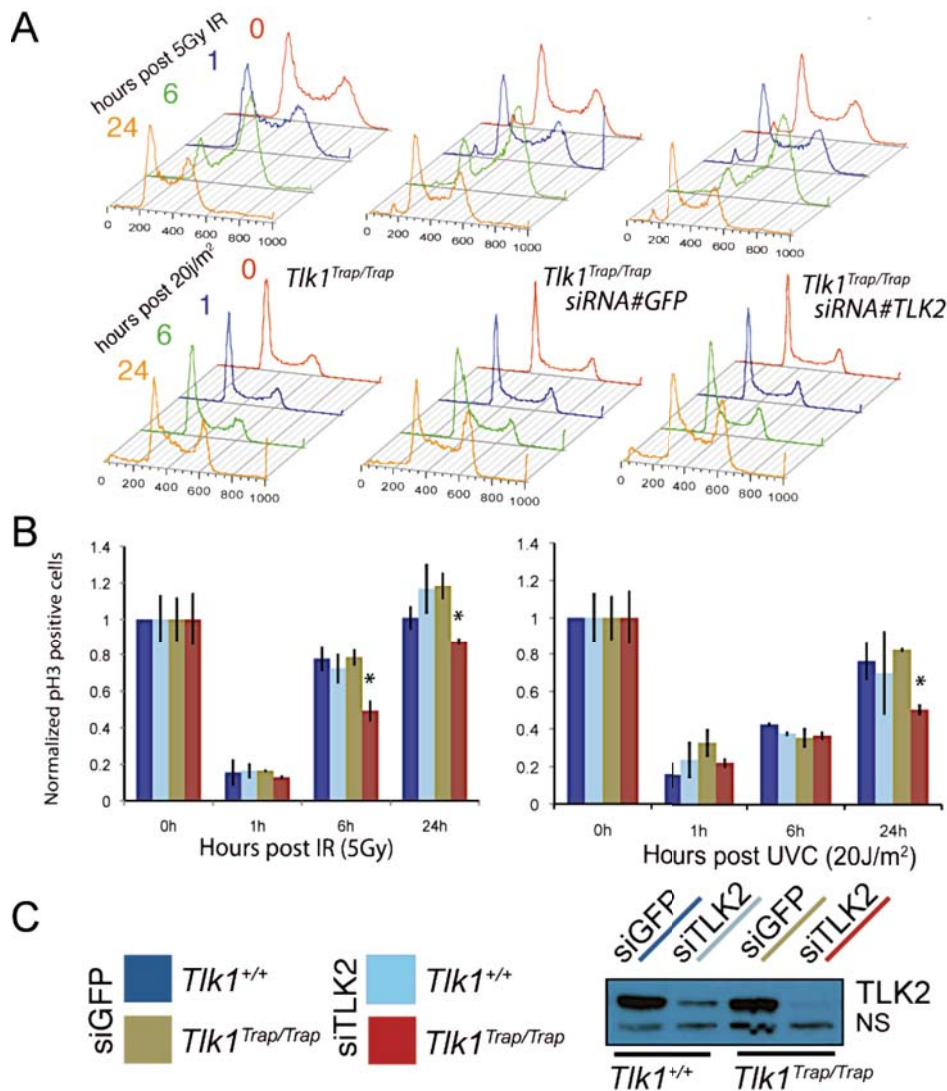 A
hours post 5Gy IR
0
1
6
24
0 200 400 600 800 1000
0 200 400 600 800 1000
0 200 400 600 800 1000
hours post 20j/m²
0
1
6
24
Tlk1Trap/Trap
Tlk1Trap/Trap
siRNA#GFP
Tlk1Trap/Trap
siRNA#TLK2
0 200 400 600 800 1000
0 200 400 600 800 1000
0 200 400 600 800 1000
B
Normalized pH3 positive cells
1.4
1.2
1
0.8
0.6
0.4
0.2
0
*
*
0h 1h 6h 24h
Hours post IR (5Gy)
1.4
1.2
1
0.8
0.6
0.4
0.2
0
*
0h 1h 6h 24h
Hours post UVC (20J/m²)
C
siGFP
Tlk1+/+
Tlk1Trap/Trap
siTLK2
Tlk1+/+
Tlk1Trap/Trap
siGFP siTLK2 siGFP siTLK2
TLK2
NS
Tlk1+/+ Tlk1Trap/Trap